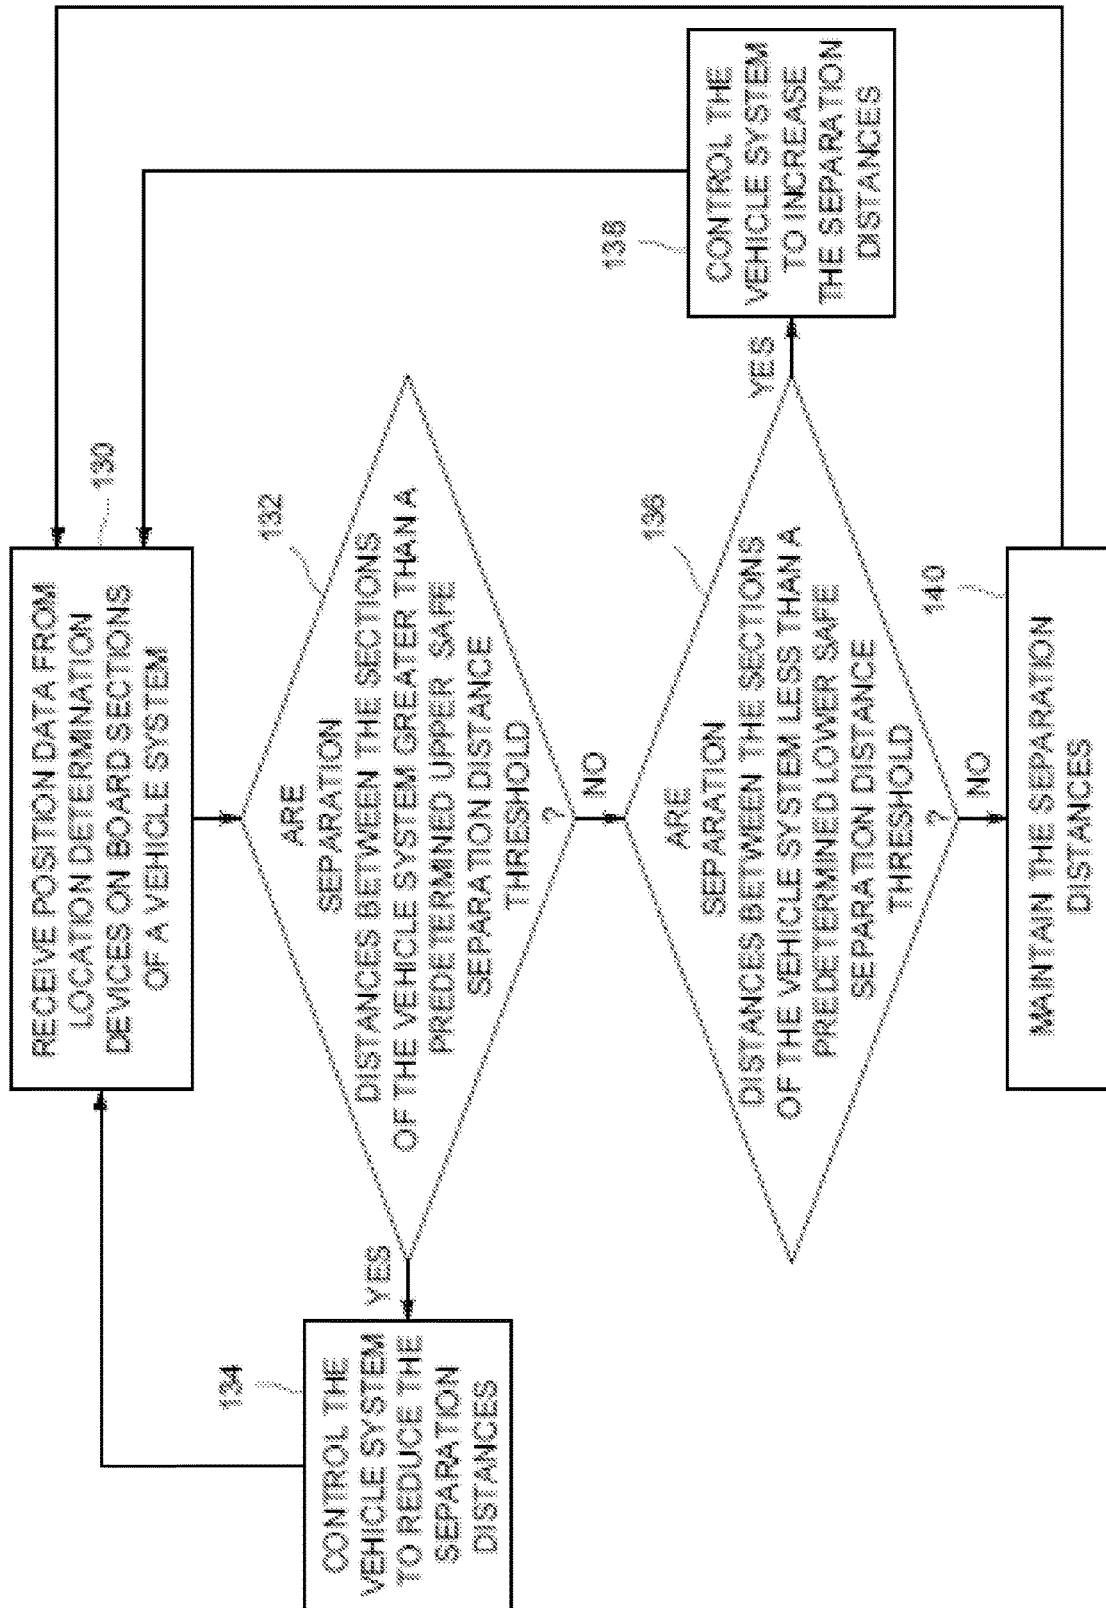 RECEIVE POSITION DATA FROM
LOCATION DETERMINATION
DEVICES ON BOARD SECTIONS
OF A VEHICLE SYSTEM
130
ARE
SEPARATION
DISTANCES BETWEEN THE SECTIONS
OF THE VEHICLE SYSTEM GREATER THAN A
PREDETERMINED UPPER SAFE
SEPARATION DISTANCE
THRESHOLD
?
132
YES
NO
CONTROL THE
VEHICLE SYSTEM
TO REDUCE THE
SEPARATION
DISTANCES
134
ARE
SEPARATION
DISTANCES BETWEEN THE SECTIONS
OF THE VEHICLE SYSTEM LESS THAN A
PREDETERMINED LOWER SAFE
SEPARATION DISTANCE
THRESHOLD
?
136
YES
NO
CONTROL THE
VEHICLE SYSTEM
TO INCREASE
THE SEPARATION
DISTANCES
138
MAINTAIN THE SEPARATION
DISTANCES
140